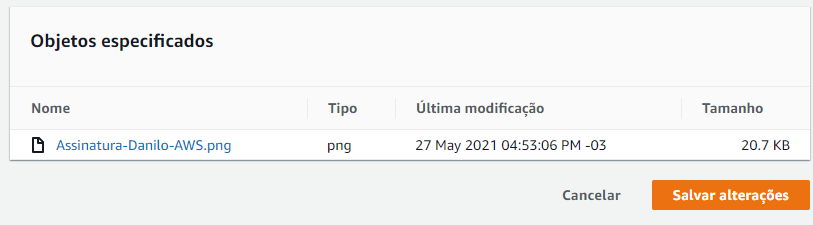 Objetos especificados
Nome Tipo Última modificação Tamanho
Assinatura-Danilo-AWS.png png 27 May 2021 04:53:06 PM -03 20.7 KB
Cancelar Salvar alterações